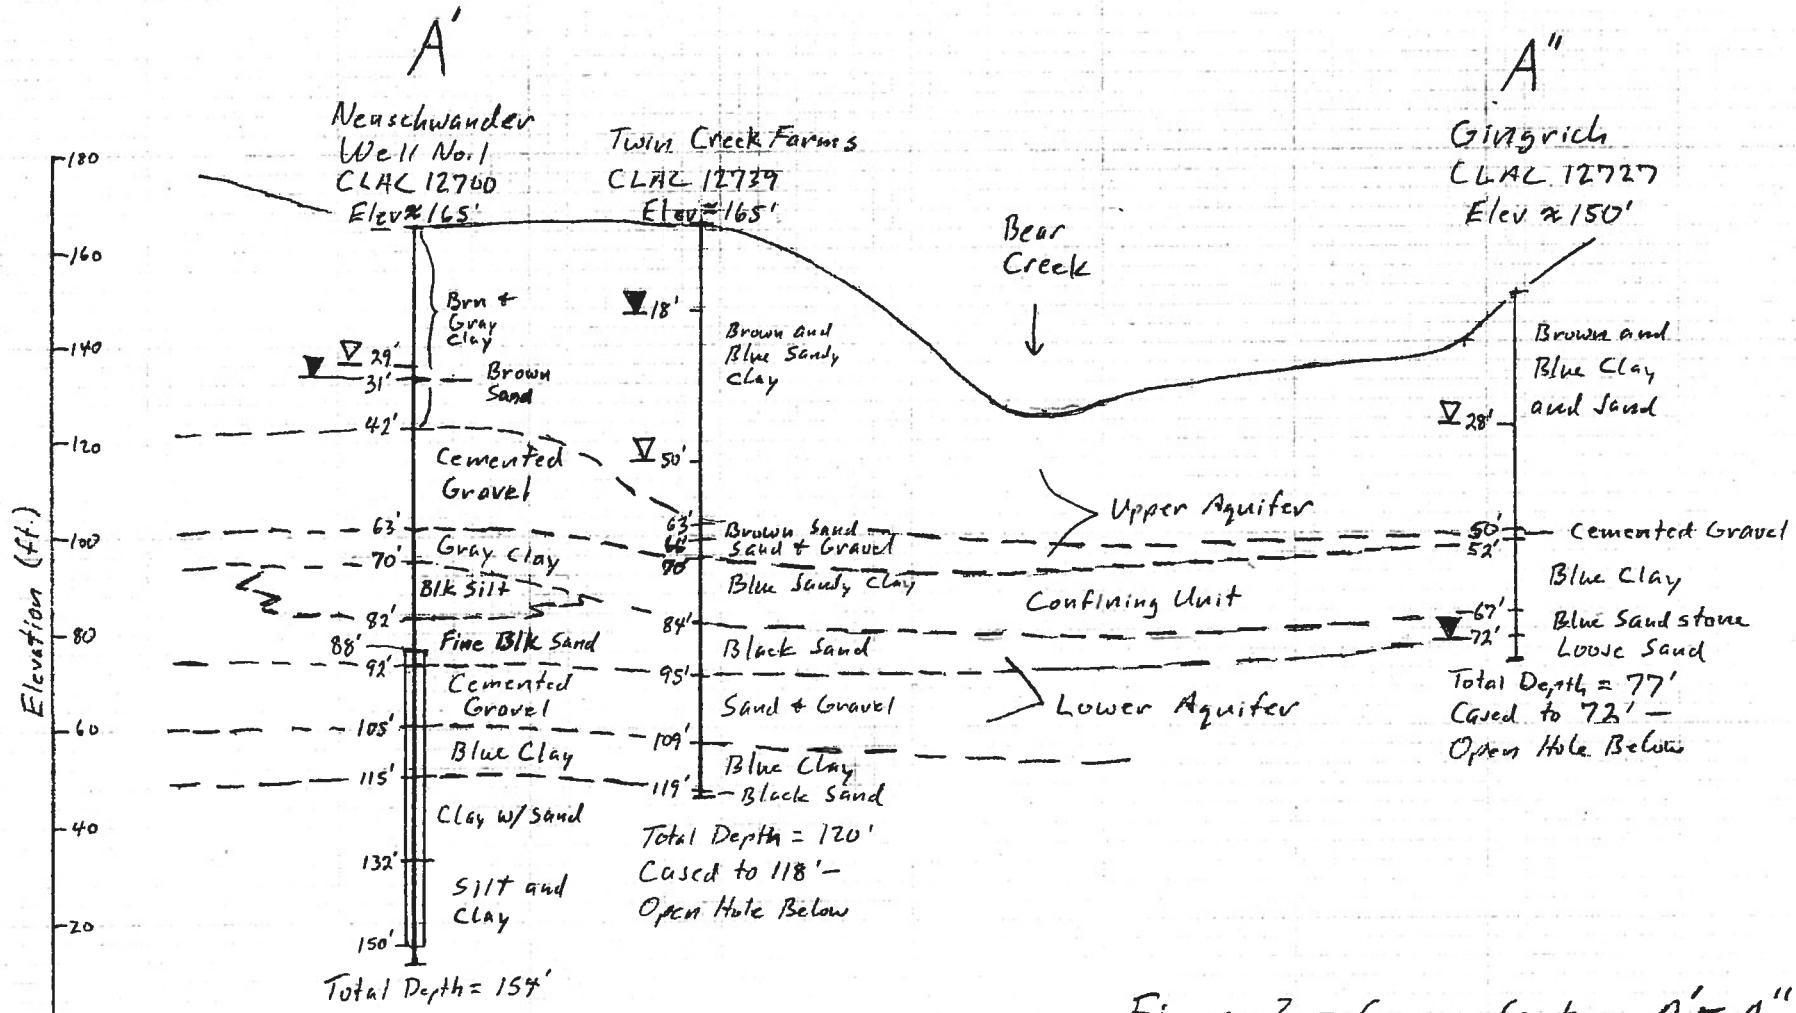 A'
A"
Neuschwander
Well No.1
CLAC 12700
Elev ≈ 165'
Twin Creek Farms
CLAC 12739
Elev ≈ 165'
Gingrich
CLAC 12727
Elev ≈ 150'
Bear
Creek
Elevation (ft.)
180
160
140
120
100
80
60
40
20
Brn +
Gray
Clay
29'
31'
Brown
Sand
42'
Cemented
Gravel
63'
Gray Clay
70'
Blk Silt
82'
88'
Fine Blk Sand
92'
Cemented
Gravel
105'
Blue Clay
115'
Clay w/ Sand
132'
Silt and
Clay
150'
Total Depth = 154'
18'
Brown and
Blue Sandy
Clay
50'
63'
Brown Sand
66'
Sand + Gravel
70'
Blue Sandy Clay
84'
Black Sand
95'
Sand + Gravel
109'
Blue Clay
119'
Black Sand
Total Depth = 120'
Cased to 118' –
Open Hole Below
Upper Aquifer
Confining Unit
Lower Aquifer
Brown and
Blue Clay
and Sand
28'
50'
Cemented Gravel
52'
Blue Clay
67'
Blue Sandstone
72'
Loose Sand
Total Depth = 77'
Cased to 72' –
Open Hole Below